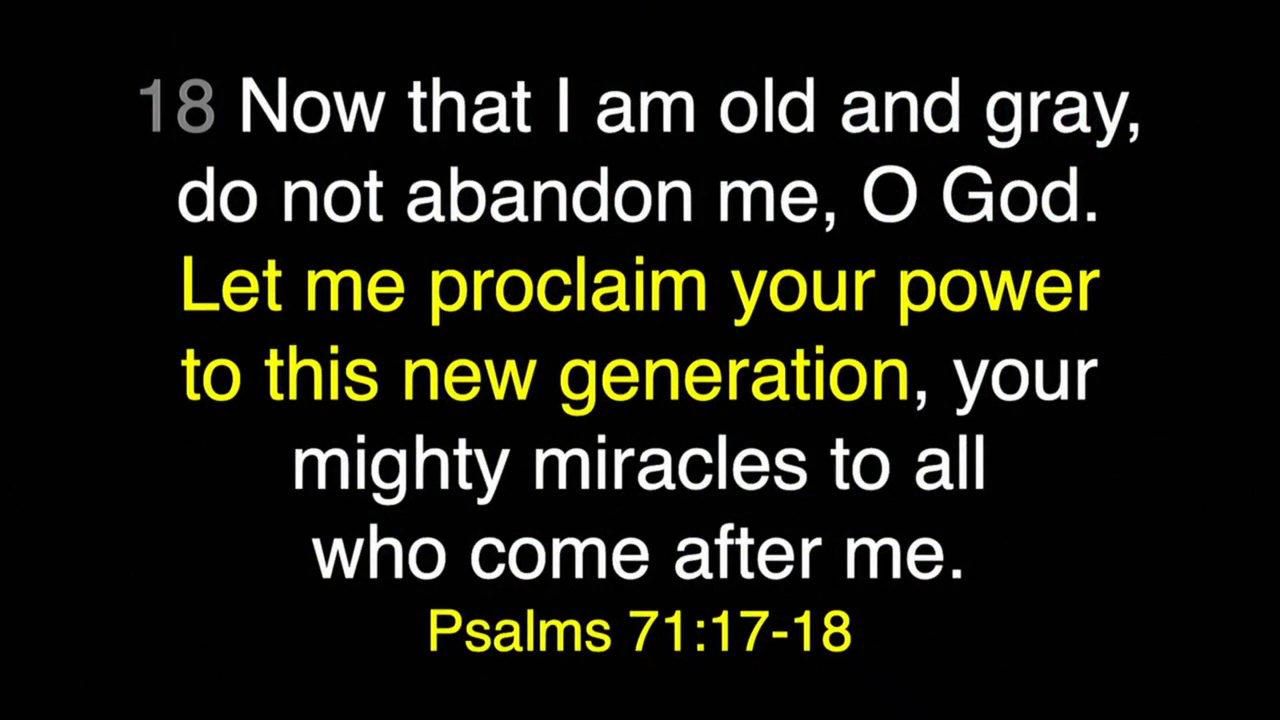 18 Now that I am old and gray,
do not abandon me, O God.
Let me proclaim your power
to this new generation, your
mighty miracles to all
who come after me.
Psalms 71:17-18